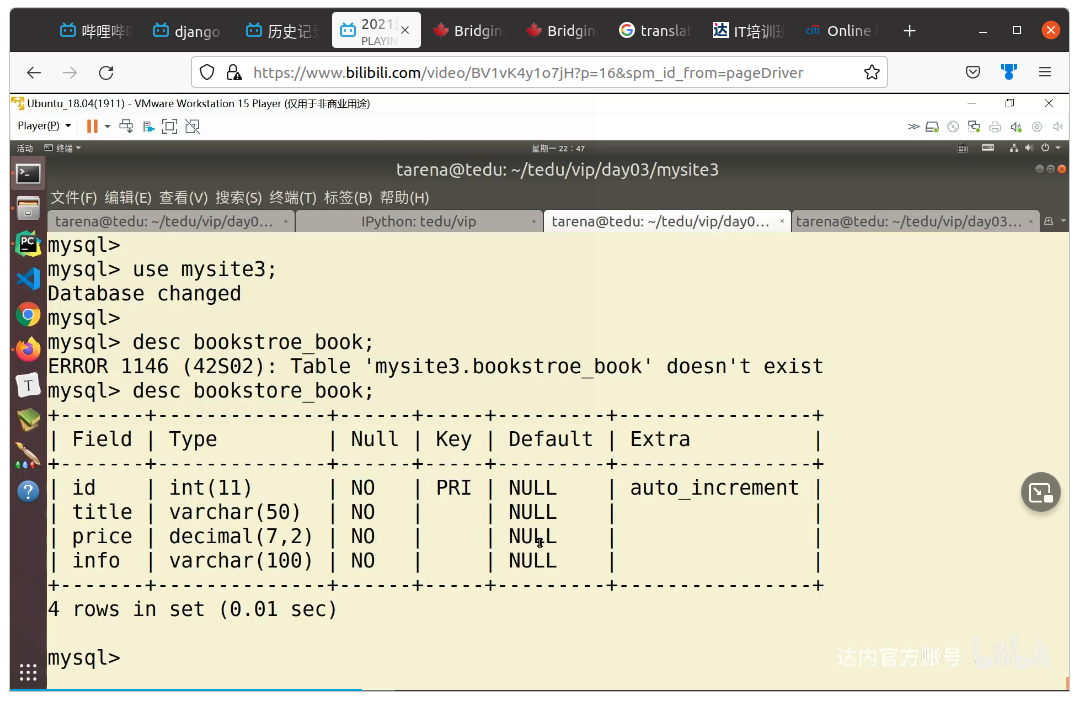 哔哩哔哩
django
历史记录
2021
PLAYIN
Bridgin
Bridgin
translat
IT培训班
Online
https://www.bilibili.com/video/BV1vK4y1o7jH?p=16&spm_id_from=pageDriver
Ubuntu_18.04(1911) - VMware Workstation 15 Player (仅用于非商业用途)
Player(P)
活动 终端
星期一 22：47
tarena@tedu: ~/tedu/vip/day03/mysite3
文件(F) 编辑(E) 查看(V) 搜索(S) 终端(T) 标签(B) 帮助(H)
tarena@tedu: ~/tedu/vip/day0... IPython: tedu/vip tarena@tedu: ~/tedu/vip/day0... tarena@tedu: ~/tedu/vip/day03...
mysql>
mysql> use mysite3;
Database changed
mysql>
mysql> desc bookstroe_book;
ERROR 1146 (42S02): Table 'mysite3.bookstroe_book' doesn't exist
mysql> desc bookstore_book;
+-------+--------------+------+-----+---------+----------------+
| Field | Type         | Null | Key | Default | Extra          |
+-------+--------------+------+-----+---------+----------------+
| id    | int(11)      | NO   | PRI | NULL    | auto_increment |
| title | varchar(50)  | NO   |     | NULL    |                |
| price | decimal(7,2) | NO   |     | NULL    |                |
| info  | varchar(100) | NO   |     | NULL    |                |
+-------+--------------+------+-----+---------+----------------+
4 rows in set (0.01 sec)
mysql>
达内官方账号